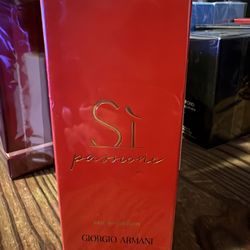 Sì
passione
EAU DE PARFUM
GIORGIO ARMANI